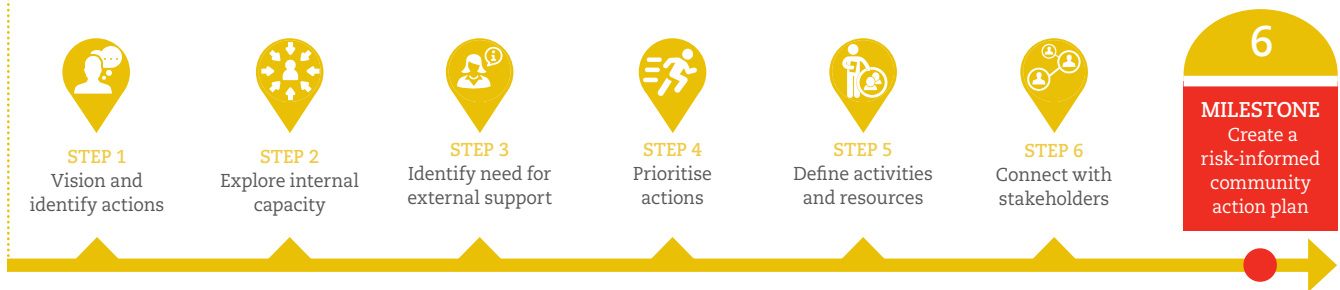 STEP 1
Vision and
identify actions
STEP 2
Explore internal
capacity
STEP 3
Identify need for
external support
STEP 4
Prioritise
actions
STEP 5
Define activities
and resources
STEP 6
Connect with
stakeholders
6
MILESTONE
Create a
risk-informed
community
action plan